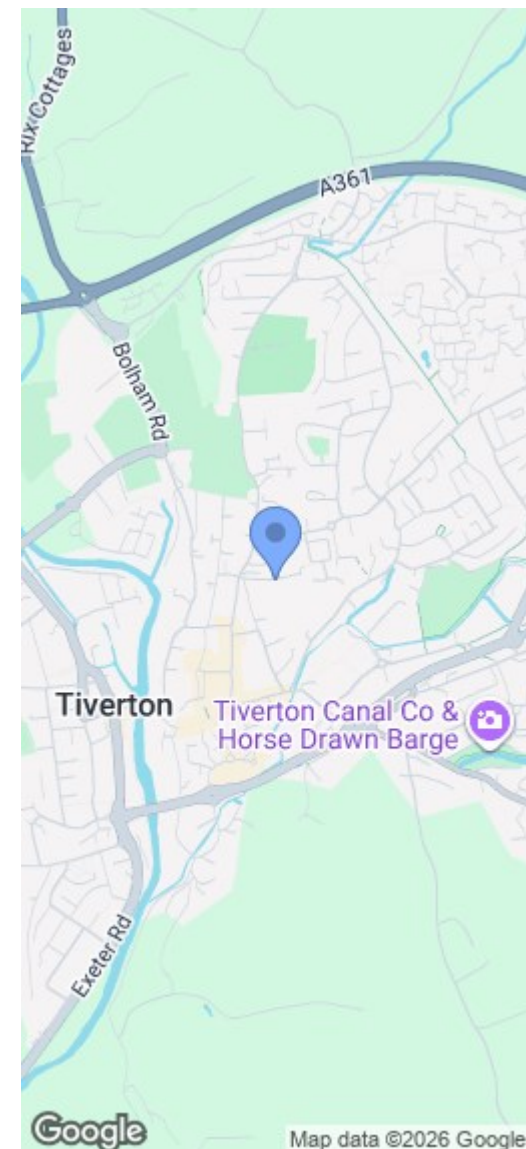 Rix Cottages
A361
Bolham Rd
Tiverton
Tiverton Canal Co &
Horse Drawn Barge
Exeter Rd
Google
Map data ©2026 Google